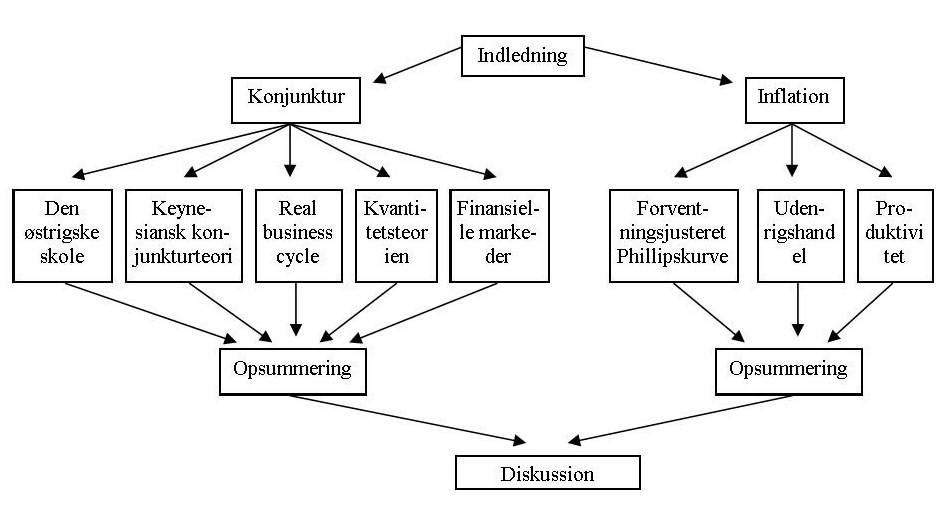 Indledning
Konjunktur
Inflation
Den
østrigske
skole
Keyne-
siansk kon-
junkturteori
Real
business
cycle
Kvanti-
tetsteor
ien
Finansiel-
le marke-
der
Forvent-
ningsjusteret
Phillipskurve
Uden-
rigshand
el
Pro-
duktivi
tet
Opsummering
Opsummering
Diskussion